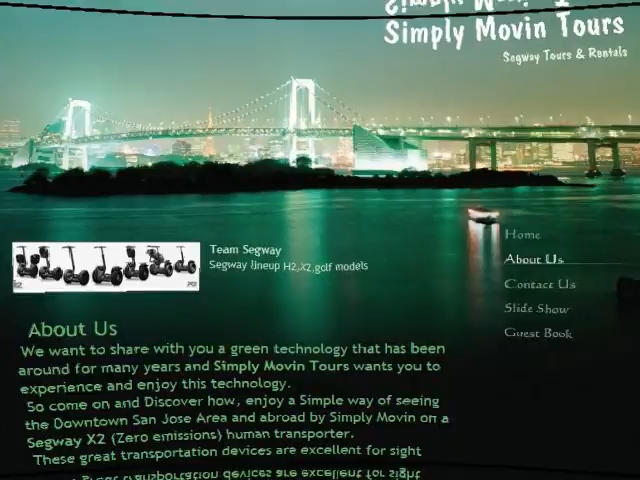 Simply Movin Tours
Segway Tours & Rentals
Team Segway
Segway lineup H2,X2,golf models
Home
About Us
Contact Us
Slide Show
Guest Book
About Us
We want to share with you a green technology that has been
around for many years and Simply Movin Tours wants you to
experience and enjoy this technology.
So come on and Discover how, enjoy a Simple way of seeing
the Downtown San Jose Area and abroad by Simply Movin on a
Segway X2 (Zero emissions) human transporter.
These great transportation devices are excellent for sight